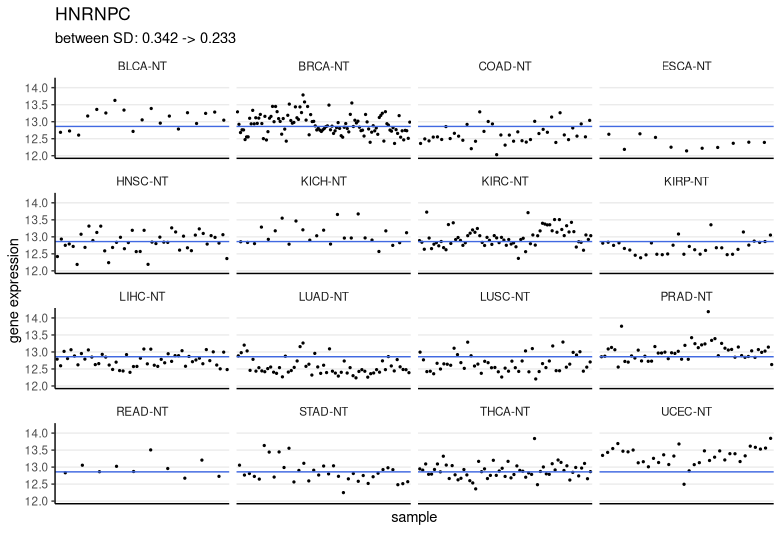 HNRNPC
between SD: 0.342 -> 0.233
BLCA-NT BRCA-NT COAD-NT ESCA-NT
14.0
13.5
13.0
12.5
12.0
HNSC-NT KICH-NT KIRC-NT KIRP-NT
14.0
13.5
13.0
12.5
12.0
gene expression
LIHC-NT LUAD-NT LUSC-NT PRAD-NT
14.0
13.5
13.0
12.5
12.0
READ-NT STAD-NT THCA-NT UCEC-NT
14.0
13.5
13.0
12.5
12.0
sample